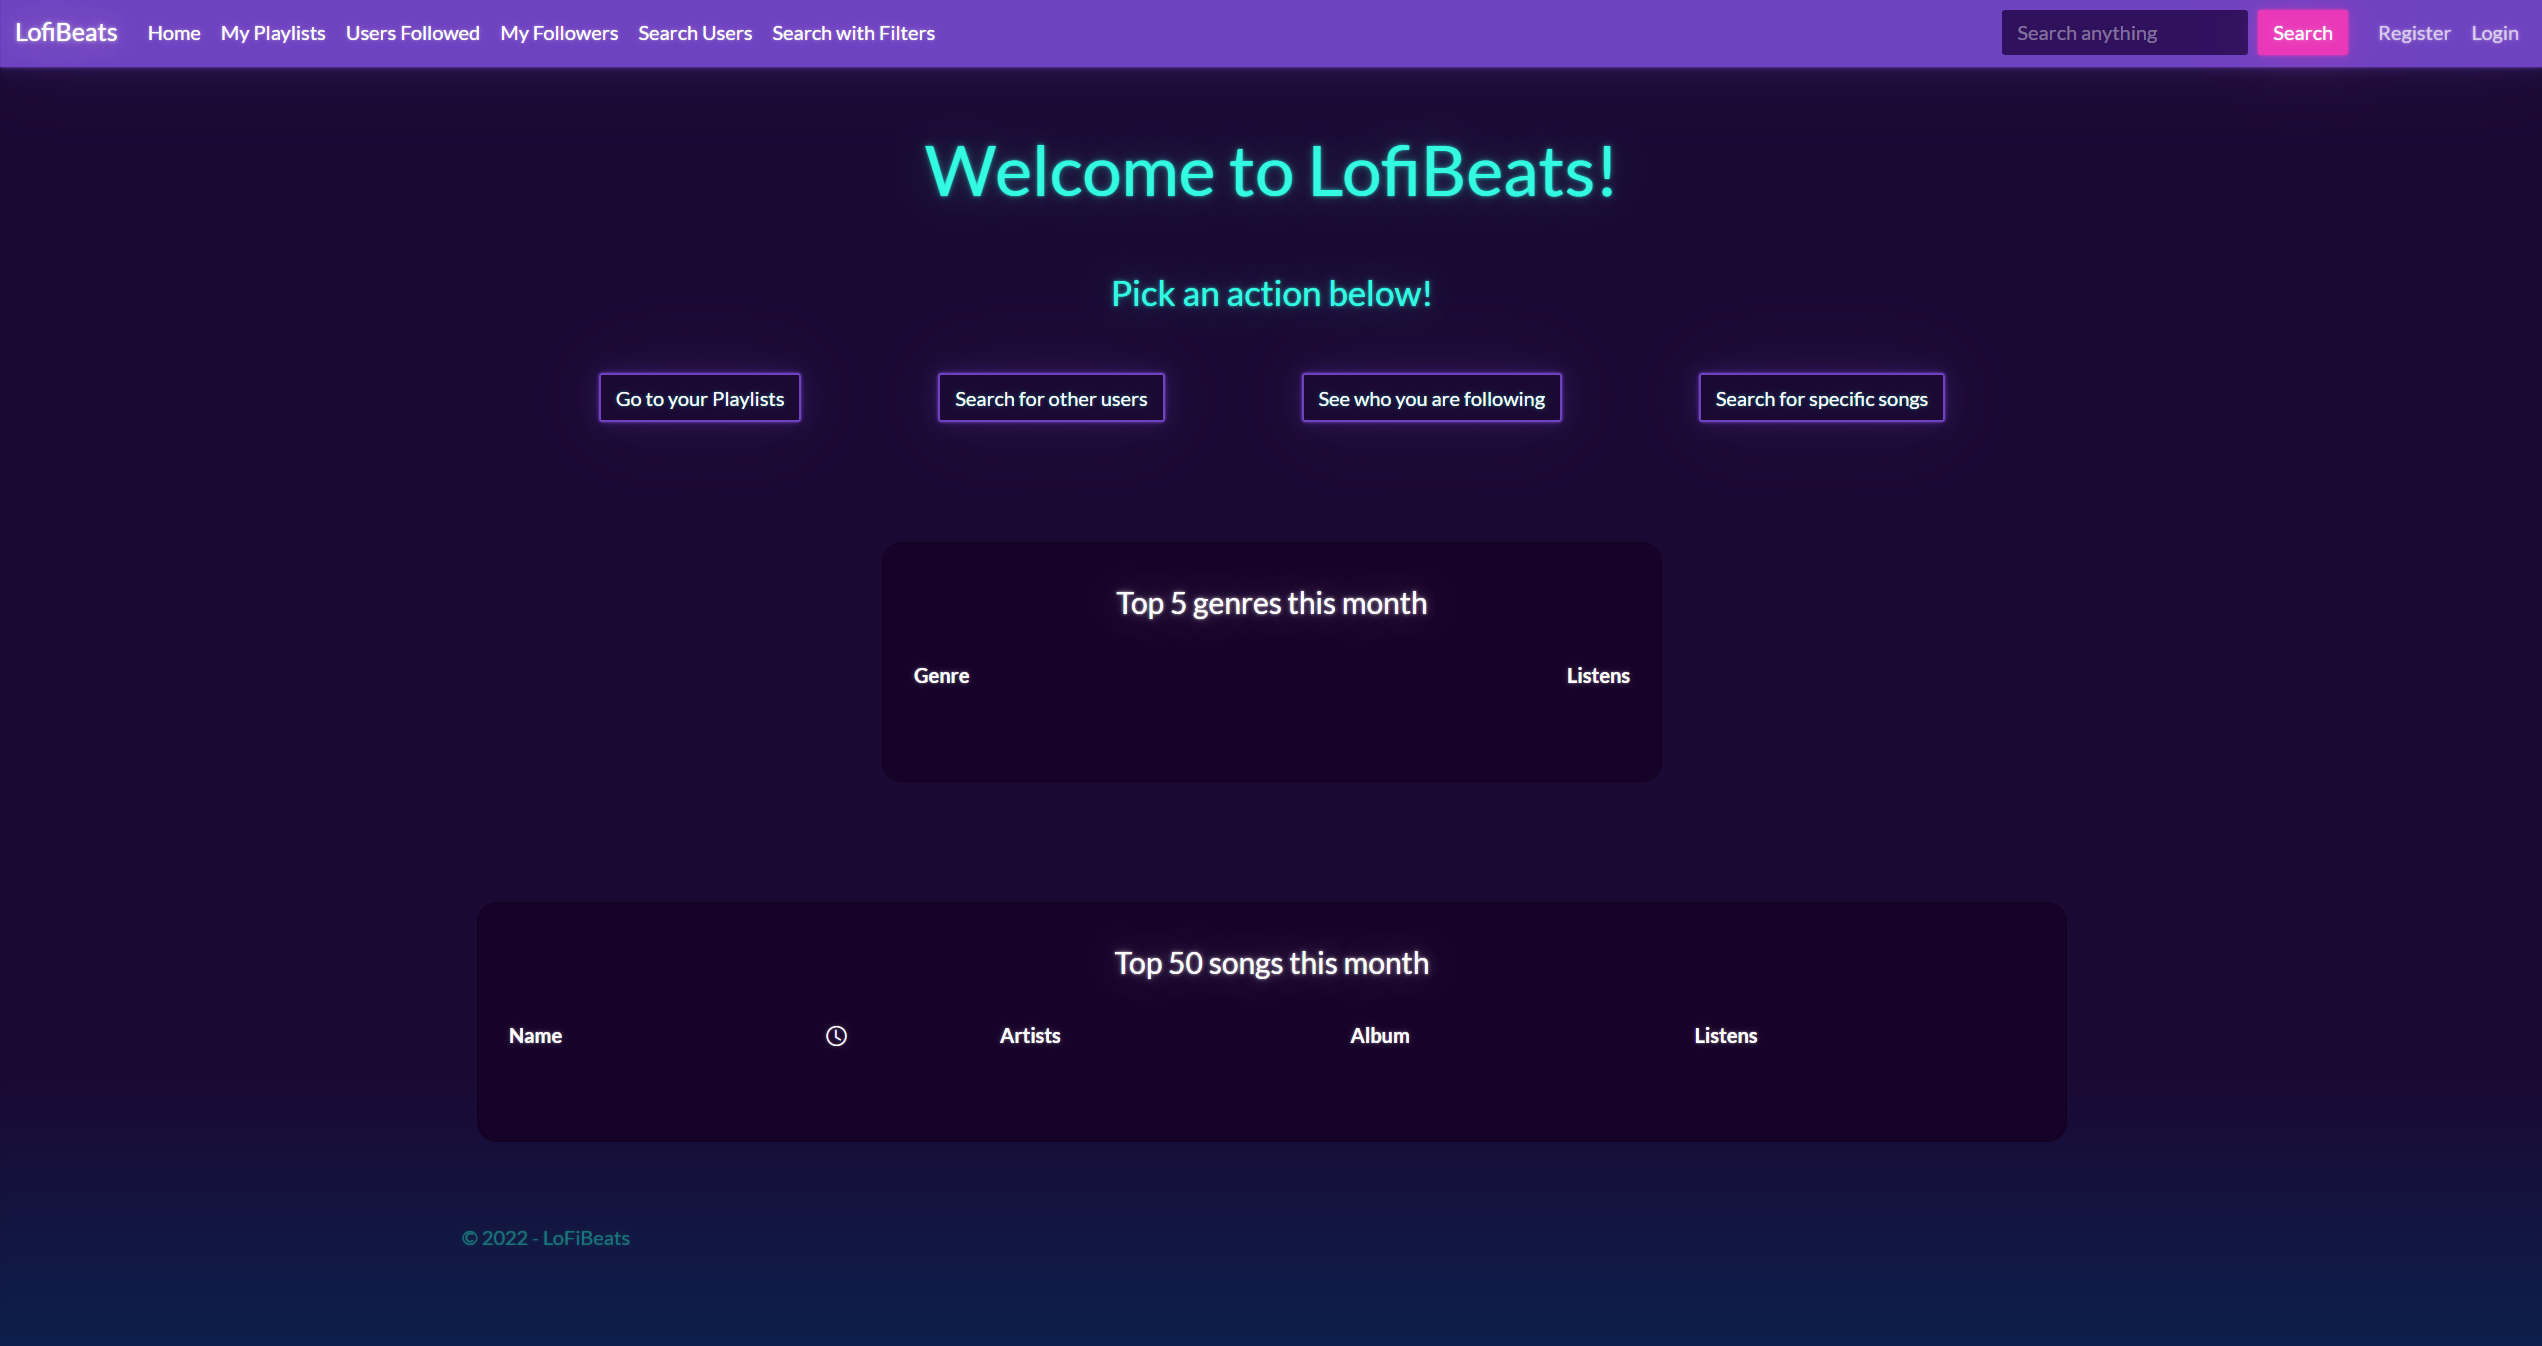 LofiBeats Home My Playlists Users Followed My Followers Search Users Search with Filters Search anything Search Register Login
Welcome to LofiBeats!
Pick an action below!
Go to your Playlists Search for other users See who you are following Search for specific songs
Top 5 genres this month
Genre Listens
Top 50 songs this month
Name Artists Album Listens
© 2022 - LoFiBeats